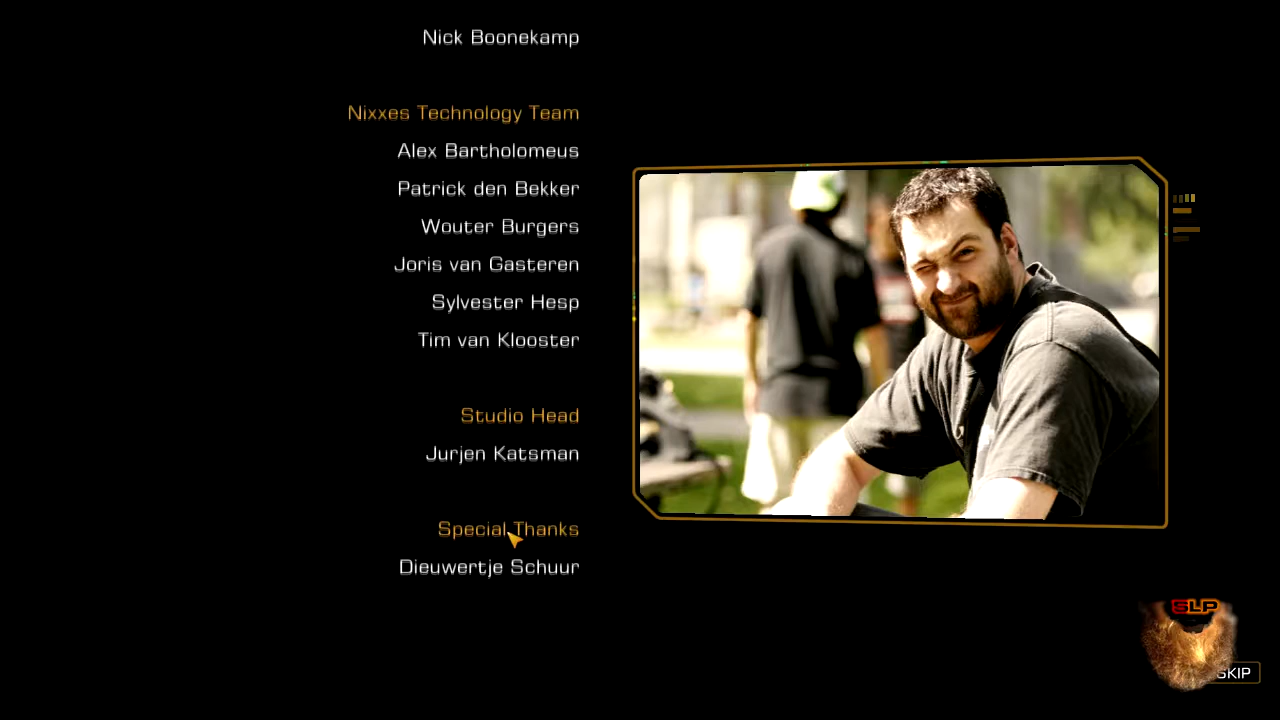 Nick Boonekamp
Nixxes Technology Team
Alex Bartholomeus
Patrick den Bekker
Wouter Burgers
Joris van Gasteren
Sylvester Hesp
Tim van Klooster
Studio Head
Jurjen Katsman
Special Thanks
Dieuwertje Schuur
SLP
SKIP